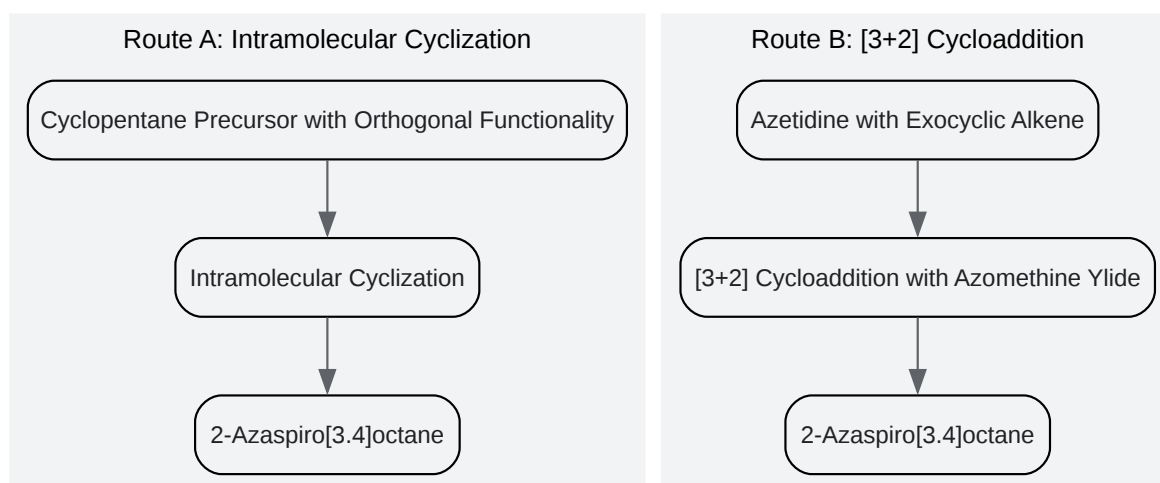 Route A: Intramolecular Cyclization
Cyclopentane Precursor with Orthogonal Functionality
Intramolecular Cyclization
2-Azaspiro[3.4]octane
Route B: [3+2] Cycloaddition
Azetidine with Exocyclic Alkene
[3+2] Cycloaddition with Azomethine Ylide
2-Azaspiro[3.4]octane